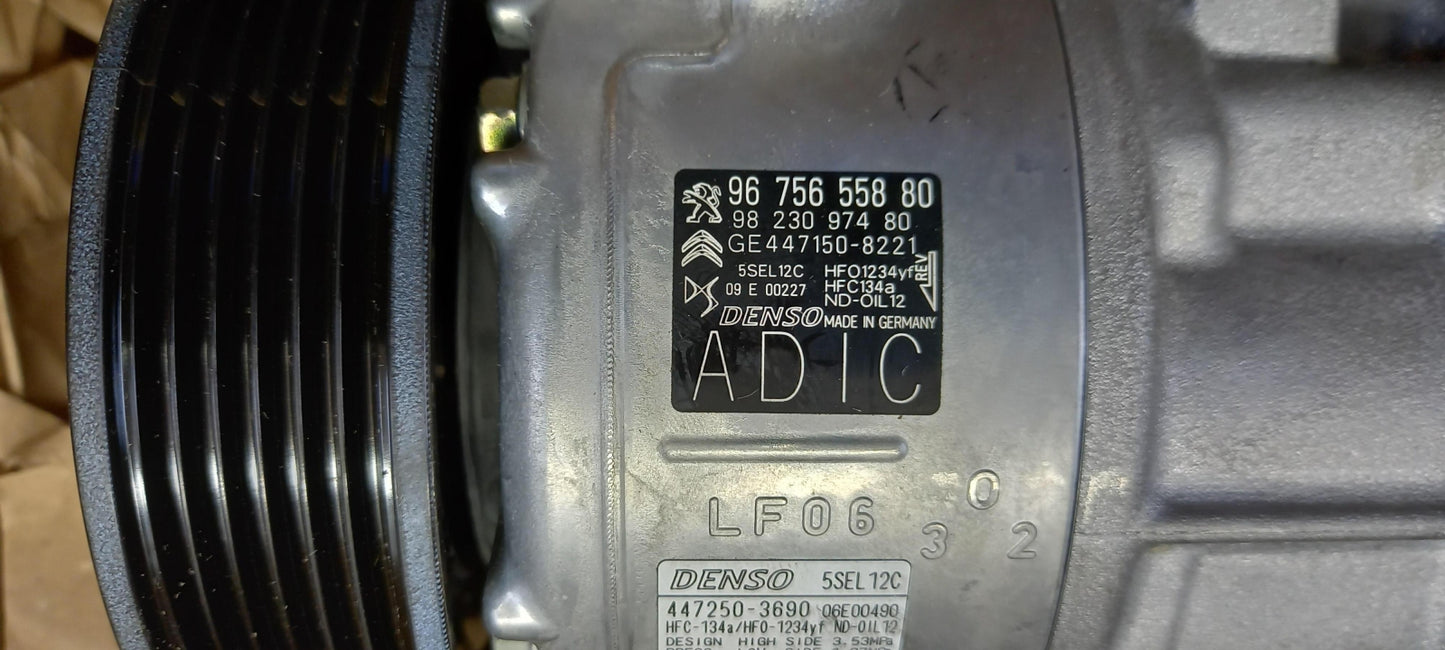 96 756 558 80
98 230 974 80
GE447150-8221
5SEL12C HFO1234yf
09 E 00227 HFC134a
ND-OIL12
REV
DENSO MADE IN GERMANY
ADIC
LF06
0
3 2
DENSO 5SEL12C
447250-3690 06E00490
HFC-134a/HFO-1234yf ND-OIL12
DESIGN HIGH SIDE 3.53MPa